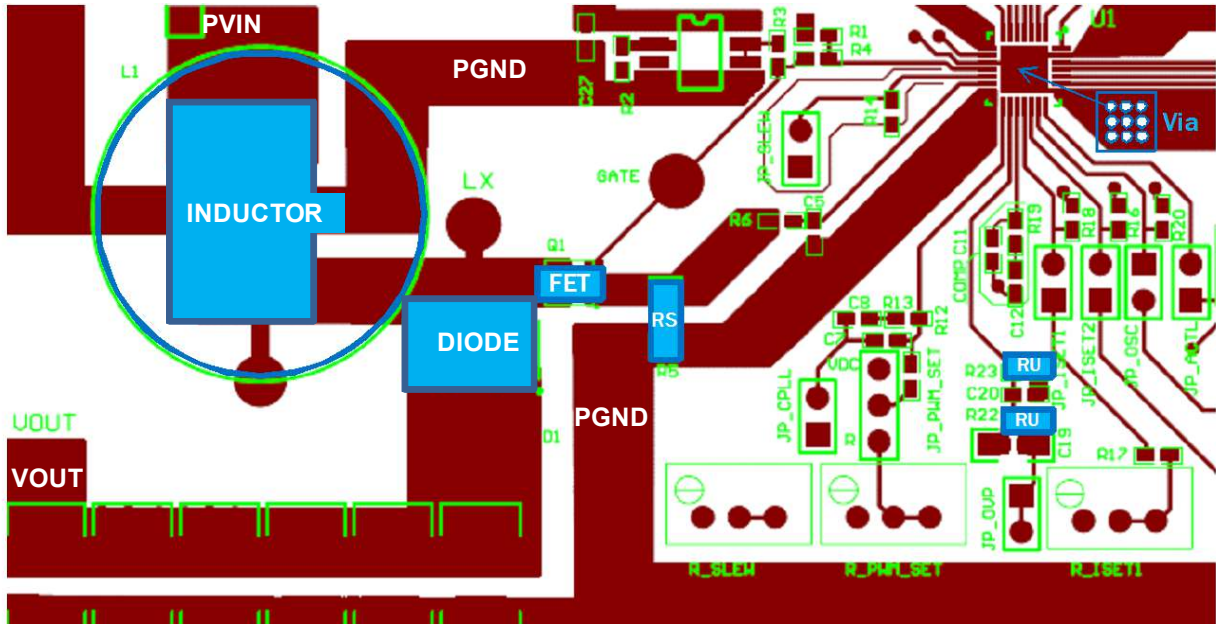 PVIN
R3
U1
L1
R1
R4
PGND
C27
R2
R14
Via
JP_SLEW
GATE
LX
INDUCTOR
R6
C5
R19
R18
R16
R20
C11
COMP
Q1
FET
RS
R5
C8
R13
R12
C12
DIODE
VDC
JP_PWM_SET
JP_ISET1
JP_ISET2
JP_OSC
R23
RU
C20
R22
RU
C19
JP_CPLL
R
VOUT
PGND
D1
VOUT
R17
JP_OVP
R_SLEW
R_PWM_SET
R_ISET1